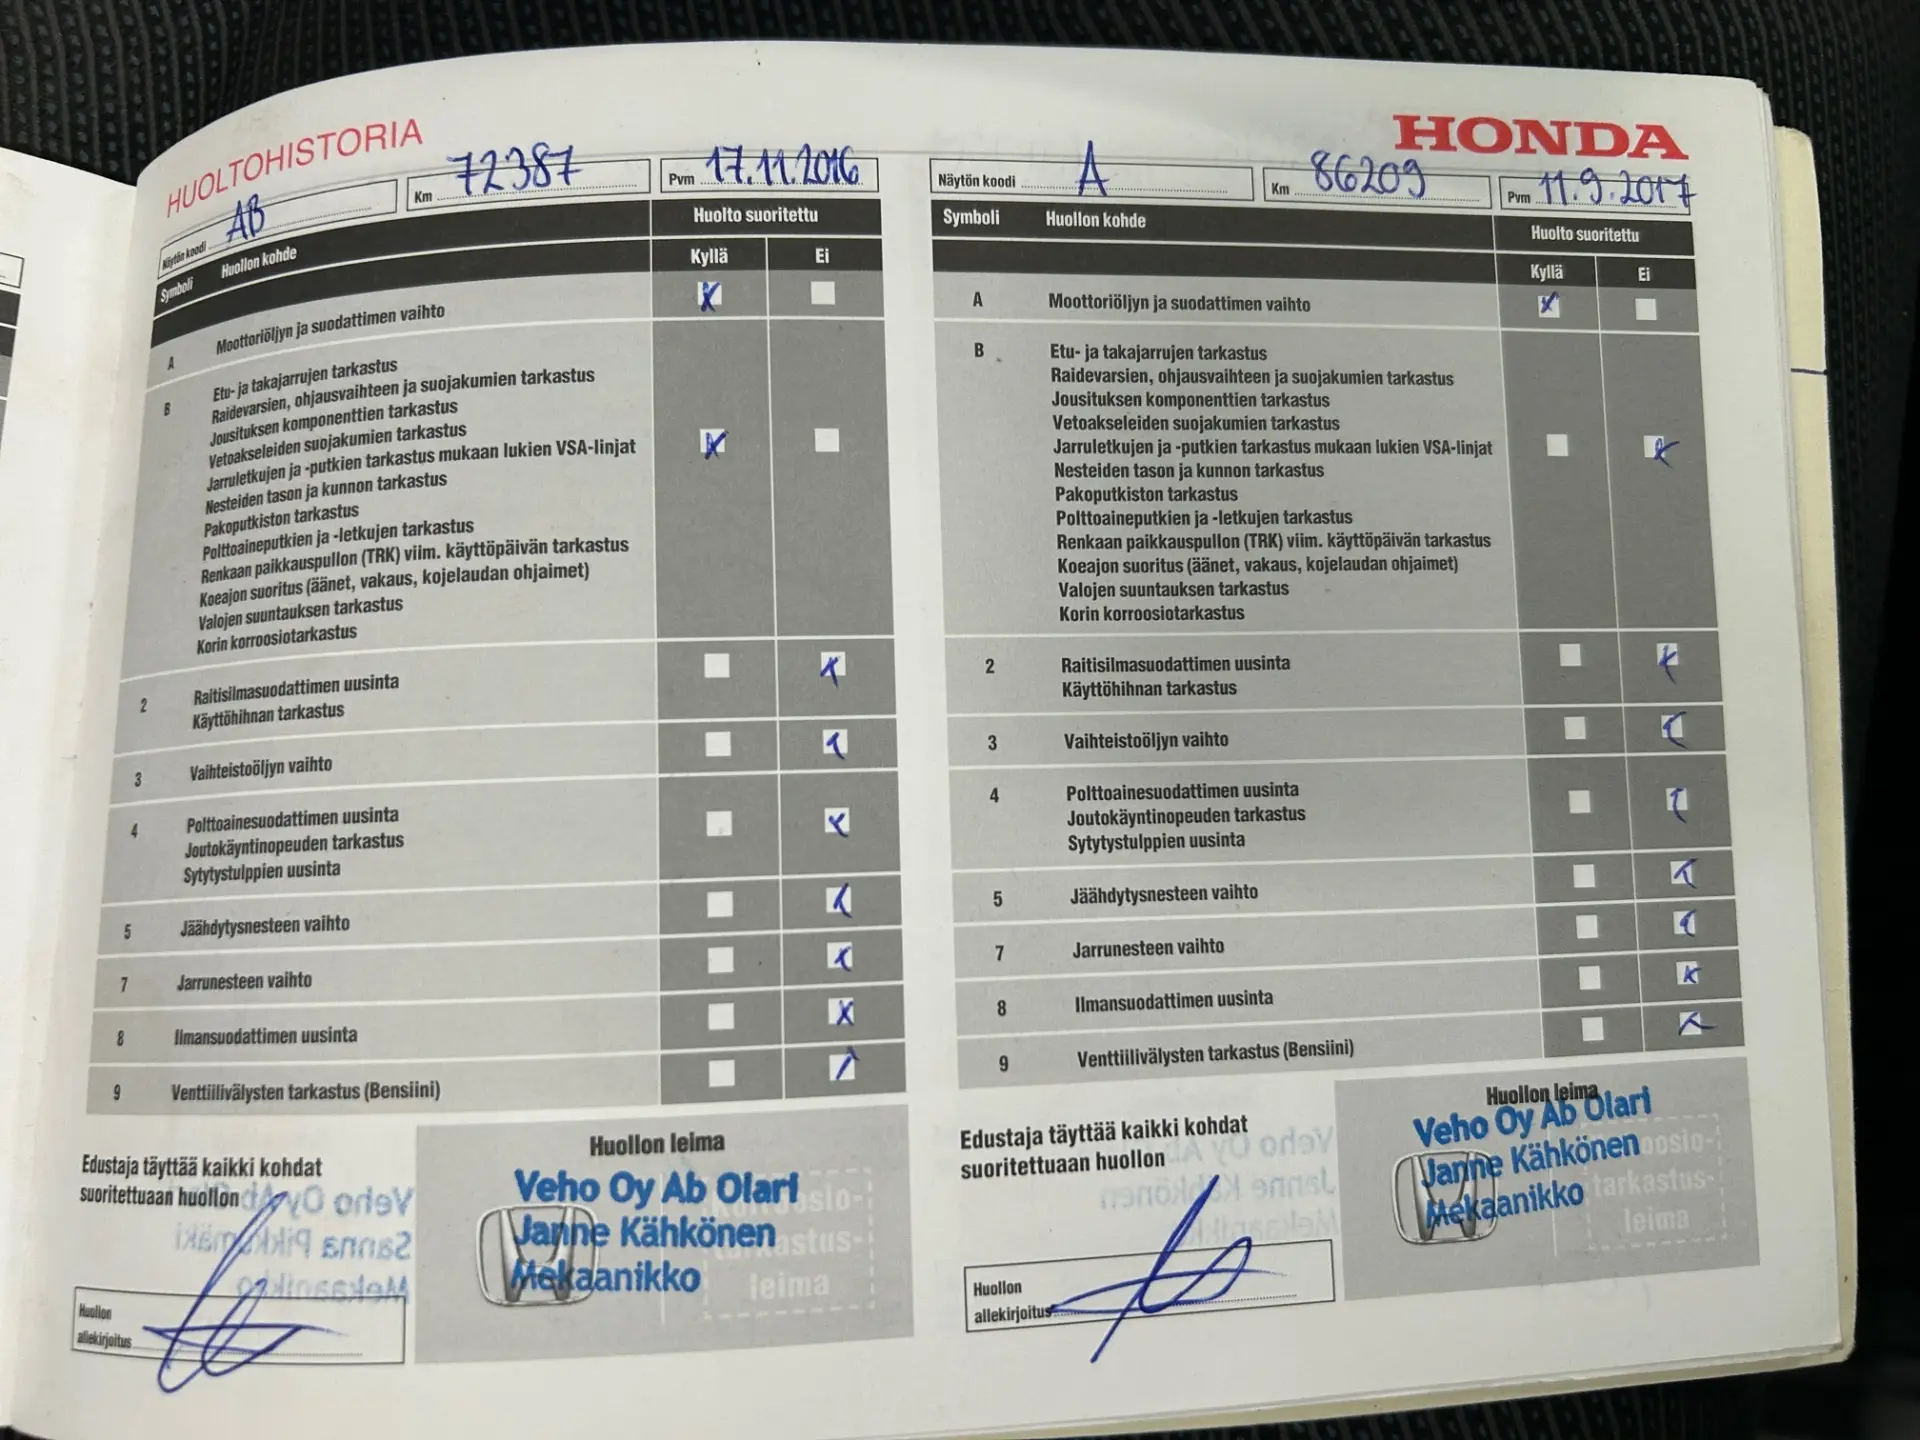 HUOLTOHISTORIA
Näytön koodi AB
Km 72387
Pvm 17.11.2016
Symboli Huollon kohde Huolto suoritettu
Kyllä Ei
A Moottoriöljyn ja suodattimen vaihto
B Etu- ja takajarrujen tarkastus
Raidevarsien, ohjausvaihteen ja suojakumien tarkastus
Jousituksen komponenttien tarkastus
Vetoakseleiden suojakumien tarkastus
Jarruletkujen ja -putkien tarkastus mukaan lukien VSA-linjat
Nesteiden tason ja kunnon tarkastus
Pakoputkiston tarkastus
Polttoaineputkien ja -letkujen tarkastus
Renkaan paikkauspullon (TRK) viim. käyttöpäivän tarkastus
Koeajon suoritus (äänet, vakaus, kojelaudan ohjaimet)
Valojen suuntauksen tarkastus
Korin korroosiotarkastus
2 Raitisilmasuodattimen uusinta
Käyttöhihnan tarkastus
3 Vaihteistoöljyn vaihto
4 Polttoainesuodattimen uusinta
Joutokäyntinopeuden tarkastus
Sytytystulppien uusinta
5 Jäähdytysnesteen vaihto
7 Jarrunesteen vaihto
8 Ilmansuodattimen uusinta
9 Venttiilivälysten tarkastus (Bensiini)
Edustaja täyttää kaikki kohdat
suoritettuaan huollon
Huollon
allekirjoitus
Huollon leima
Veho Oy Ab Olari
Janne Kähkönen
Mekaanikko
leima
HONDA
Näytön koodi A
Km 86209
Pvm 11.9.2017
Symboli Huollon kohde Huolto suoritettu
Kyllä Ei
A Moottoriöljyn ja suodattimen vaihto
B Etu- ja takajarrujen tarkastus
Raidevarsien, ohjausvaihteen ja suojakumien tarkastus
Jousituksen komponenttien tarkastus
Vetoakseleiden suojakumien tarkastus
Jarruletkujen ja -putkien tarkastus mukaan lukien VSA-linjat
Nesteiden tason ja kunnon tarkastus
Pakoputkiston tarkastus
Polttoaineputkien ja -letkujen tarkastus
Renkaan paikkauspullon (TRK) viim. käyttöpäivän tarkastus
Koeajon suoritus (äänet, vakaus, kojelaudan ohjaimet)
Valojen suuntauksen tarkastus
Korin korroosiotarkastus
2 Raitisilmasuodattimen uusinta
Käyttöhihnan tarkastus
3 Vaihteistoöljyn vaihto
4 Polttoainesuodattimen uusinta
Joutokäyntinopeuden tarkastus
Sytytystulppien uusinta
5 Jäähdytysnesteen vaihto
7 Jarrunesteen vaihto
8 Ilmansuodattimen uusinta
9 Venttiilivälysten tarkastus (Bensiini)
Edustaja täyttää kaikki kohdat
suoritettuaan huollon
Huollon
allekirjoitus
Huollon leima
Veho Oy Ab Olari
Janne Kähkönen
Mekaanikko
tarkastus-
leima